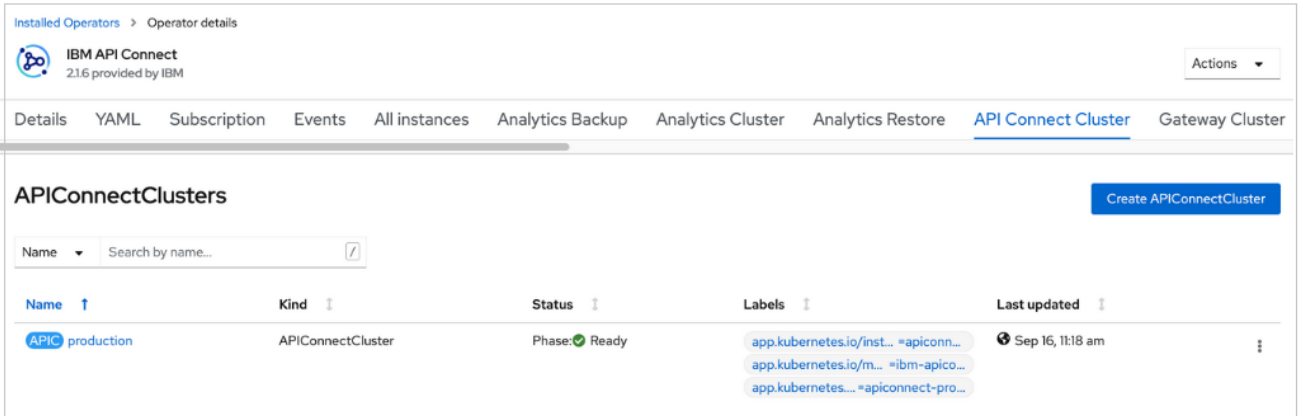 Installed Operators > Operator details
IBM API Connect
2.1.6 provided by IBM
Actions
Details YAML Subscription Events All instances Analytics Backup Analytics Cluster Analytics Restore API Connect Cluster Gateway Cluster
APIConnectClusters
Create APIConnectCluster
Name Search by name... /
Name Kind Status Labels Last updated
APIC production APIConnectCluster Phase: Ready app.kubernetes.io/inst... =apiconn... Sep 16, 11:18 am
app.kubernetes.io/m... =ibm-apico...
app.kubernetes.... =apiconnect-pro...